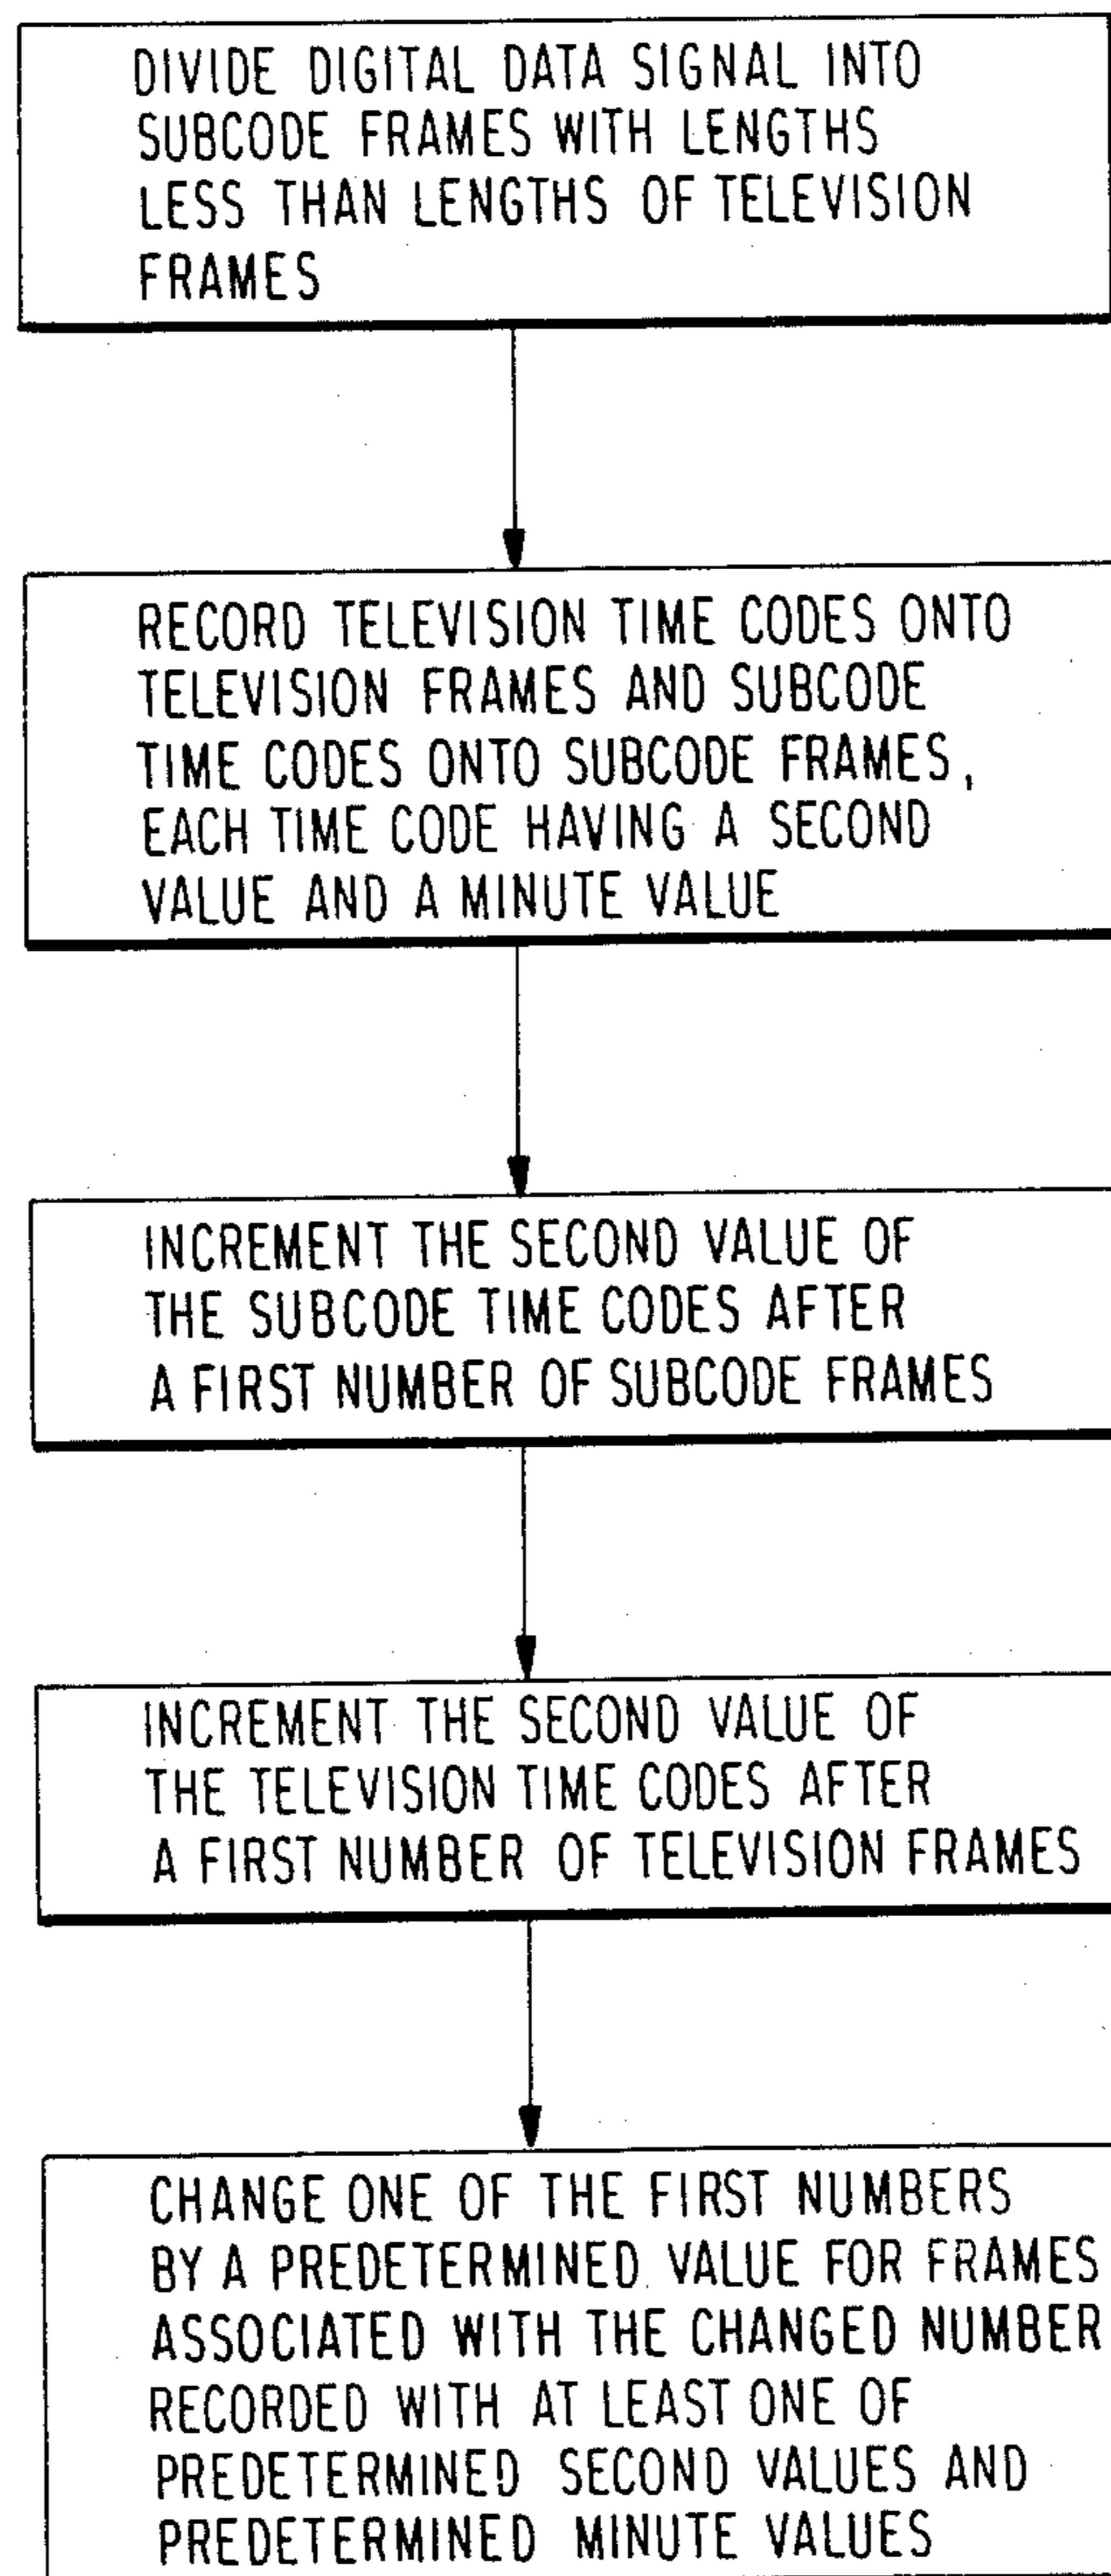 DIVIDE DIGITAL DATA SIGNAL INTO
SUBCODE FRAMES WITH LENGTHS
LESS THAN LENGTHS OF TELEVISION
FRAMES
RECORD TELEVISION TIME CODES ONTO
TELEVISION FRAMES AND SUBCODE
TIME CODES ONTO SUBCODE FRAMES,
EACH TIME CODE HAVING A SECOND
VALUE AND A MINUTE VALUE
INCREMENT THE SECOND VALUE OF
THE SUBCODE TIME CODES AFTER
A FIRST NUMBER OF SUBCODE FRAMES
INCREMENT THE SECOND VALUE OF
THE TELEVISION TIME CODES AFTER
A FIRST NUMBER OF TELEVISION FRAMES
CHANGE ONE OF THE FIRST NUMBERS
BY A PREDETERMINED VALUE FOR FRAMES
ASSOCIATED WITH THE CHANGED NUMBER
RECORDED WITH AT LEAST ONE OF
PREDETERMINED SECOND VALUES AND
PREDETERMINED MINUTE VALUES